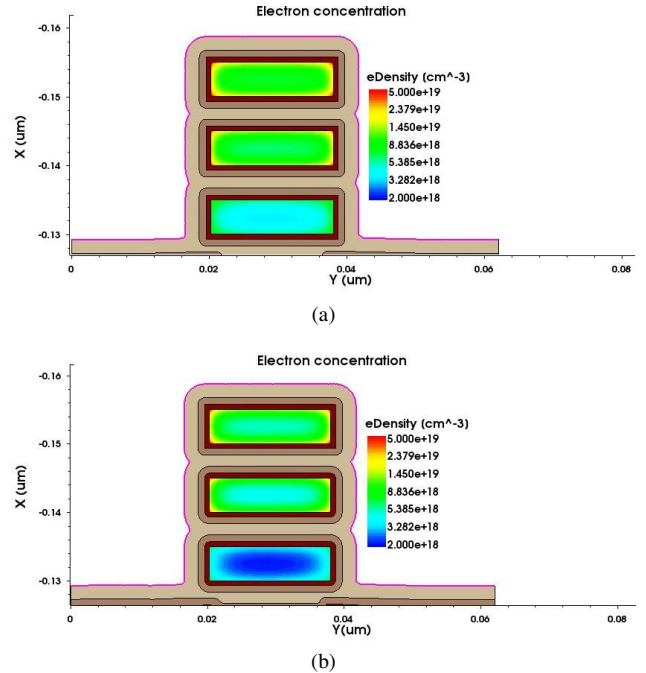 Electron concentration
-0.16
-0.15
-0.14
-0.13
X (um)
eDensity [cm^-3]
5.000e+19
2.379e+19
1.450e+19
8.836e+18
5.385e+18
3.282e+18
2.000e+18
0
0.02
0.04
0.06
0.08
Y (um)
(a)
Electron concentration
-0.16
-0.15
-0.14
-0.13
X (um)
eDensity [cm^-3]
5.000e+19
2.379e+19
1.450e+19
8.836e+18
5.385e+18
3.282e+18
2.000e+18
0
0.02
0.04
0.06
0.08
Y(um)
(b)